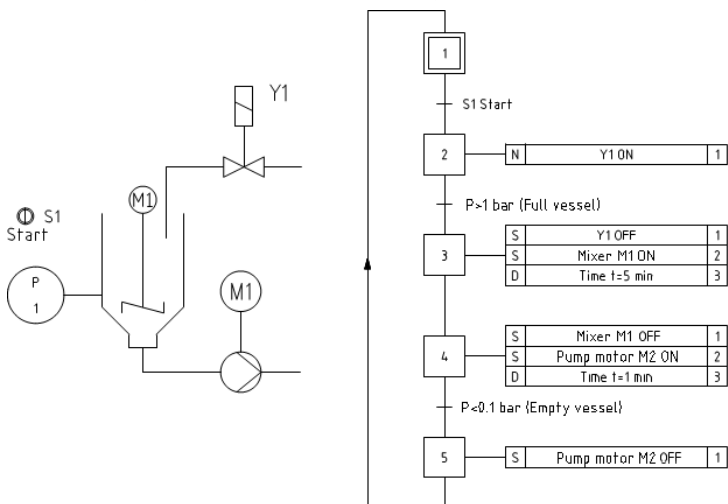 Y1
M1
S1
Start
P
1
M1
1
S1 Start
2
N Y1 ON 1
P>1 bar (Full vessel)
3
S Y1 OFF 1
S Mixer M1 ON 2
D Time t=5 min 3
4
S Mixer M1 OFF 1
S Pump motor M2 ON 2
D Time t=1 min 3
P<0.1 bar (Empty vessel)
5
S Pump motor M2 OFF 1